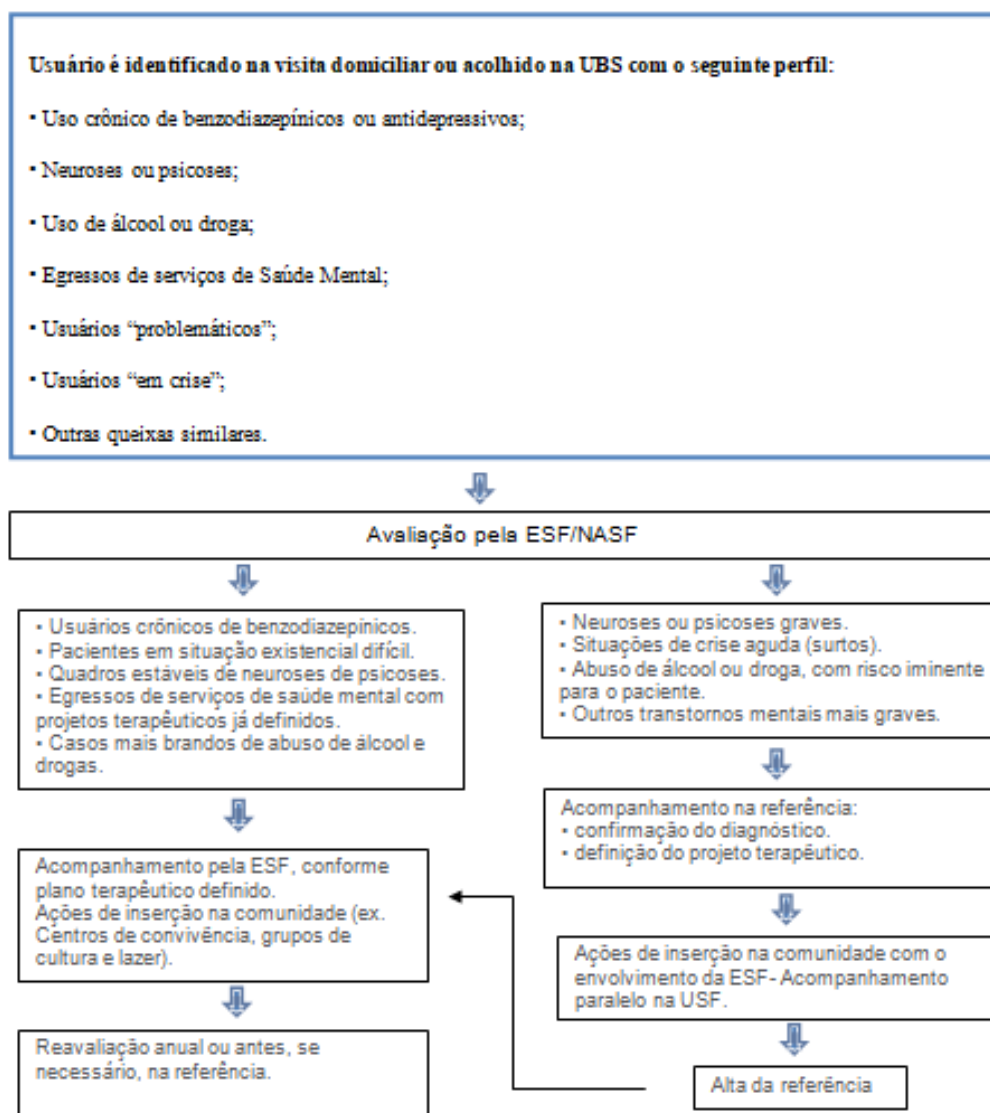 Usuário é identificado na visita domiciliar ou acolhido na UBS com o seguinte perfil:
• Uso crônico de benzodiazepínicos ou antidepressivos;
• Neuroses ou psicoses;
• Uso de álcool ou droga;
• Egressos de serviços de Saúde Mental;
• Usuários “problemáticos”;
• Usuários “em crise”;
• Outras queixas similares.
Avaliação pela ESF/NASF
• Usuários crônicos de benzodiazepínicos.
• Pacientes em situação existencial difícil.
• Quadros estáveis de neuroses de psicoses.
• Egressos de serviços de saúde mental com
projetos terapêuticos já definidos.
• Casos mais brandos de abuso de álcool e
drogas.
• Neuroses ou psicoses graves.
• Situações de crise aguda (surtos).
• Abuso de álcool ou droga, com risco iminente
para o paciente.
• Outros transtornos mentais mais graves.
Acompanhamento pela ESF, conforme
plano terapêutico definido.
Ações de inserção na comunidade (ex.
Centros de convivência, grupos de
cultura e lazer).
Acompanhamento na referência:
• confirmação do diagnóstico.
• definição do projeto terapêutico.
Ações de inserção na comunidade com o
envolvimento da ESF- Acompanhamento
paralelo na USF.
Reavaliação anual ou antes, se
necessário, na referência.
Alta da referência